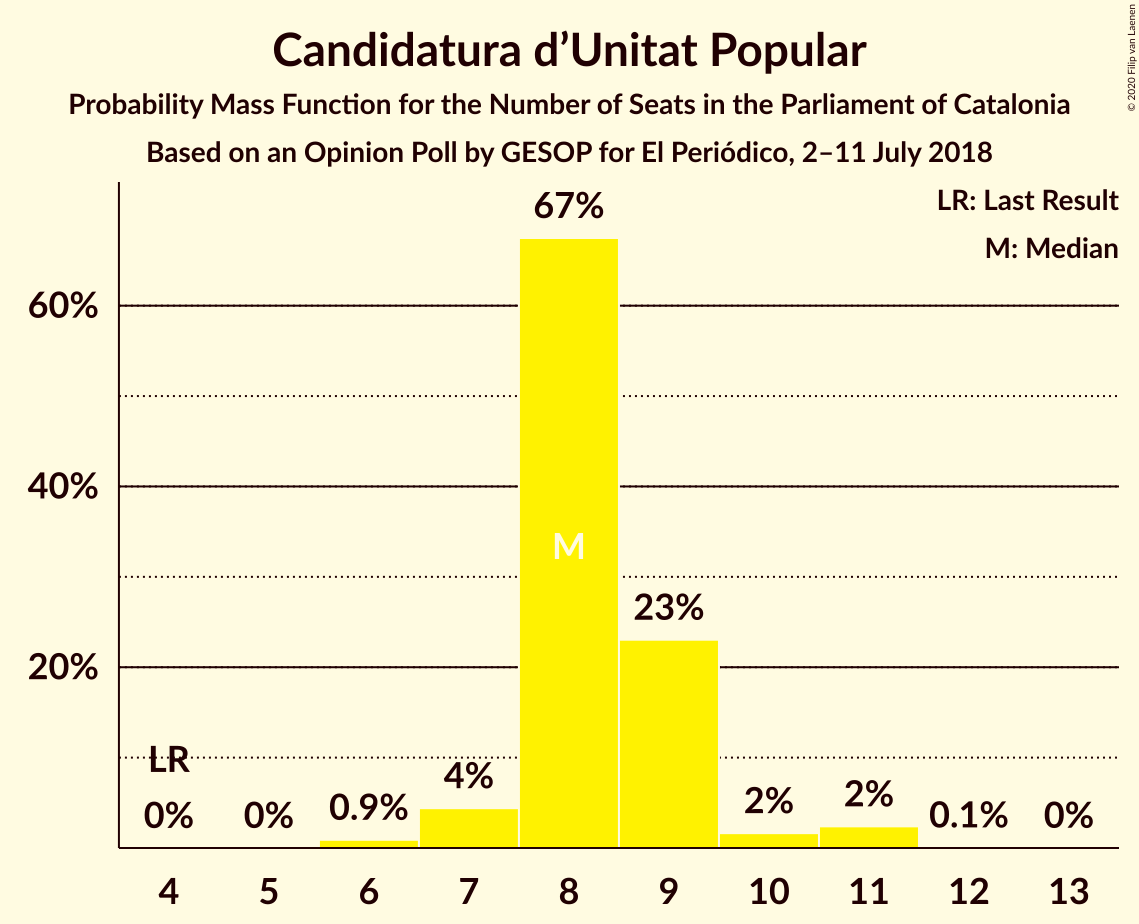 Candidatura d’Unitat Popular
Probability Mass Function for the Number of Seats in the Parliament of Catalonia
Based on an Opinion Poll by GESOP for El Periódico, 2–11 July 2018
© 2020 Filip van Laenen
LR: Last Result
M: Median
67%
60%
40%
M
23%
20%
LR
4%
0%
0%
0.9%
2%
2%
0.1%
0%
4 5 6 7 8 9 10 11 12 13